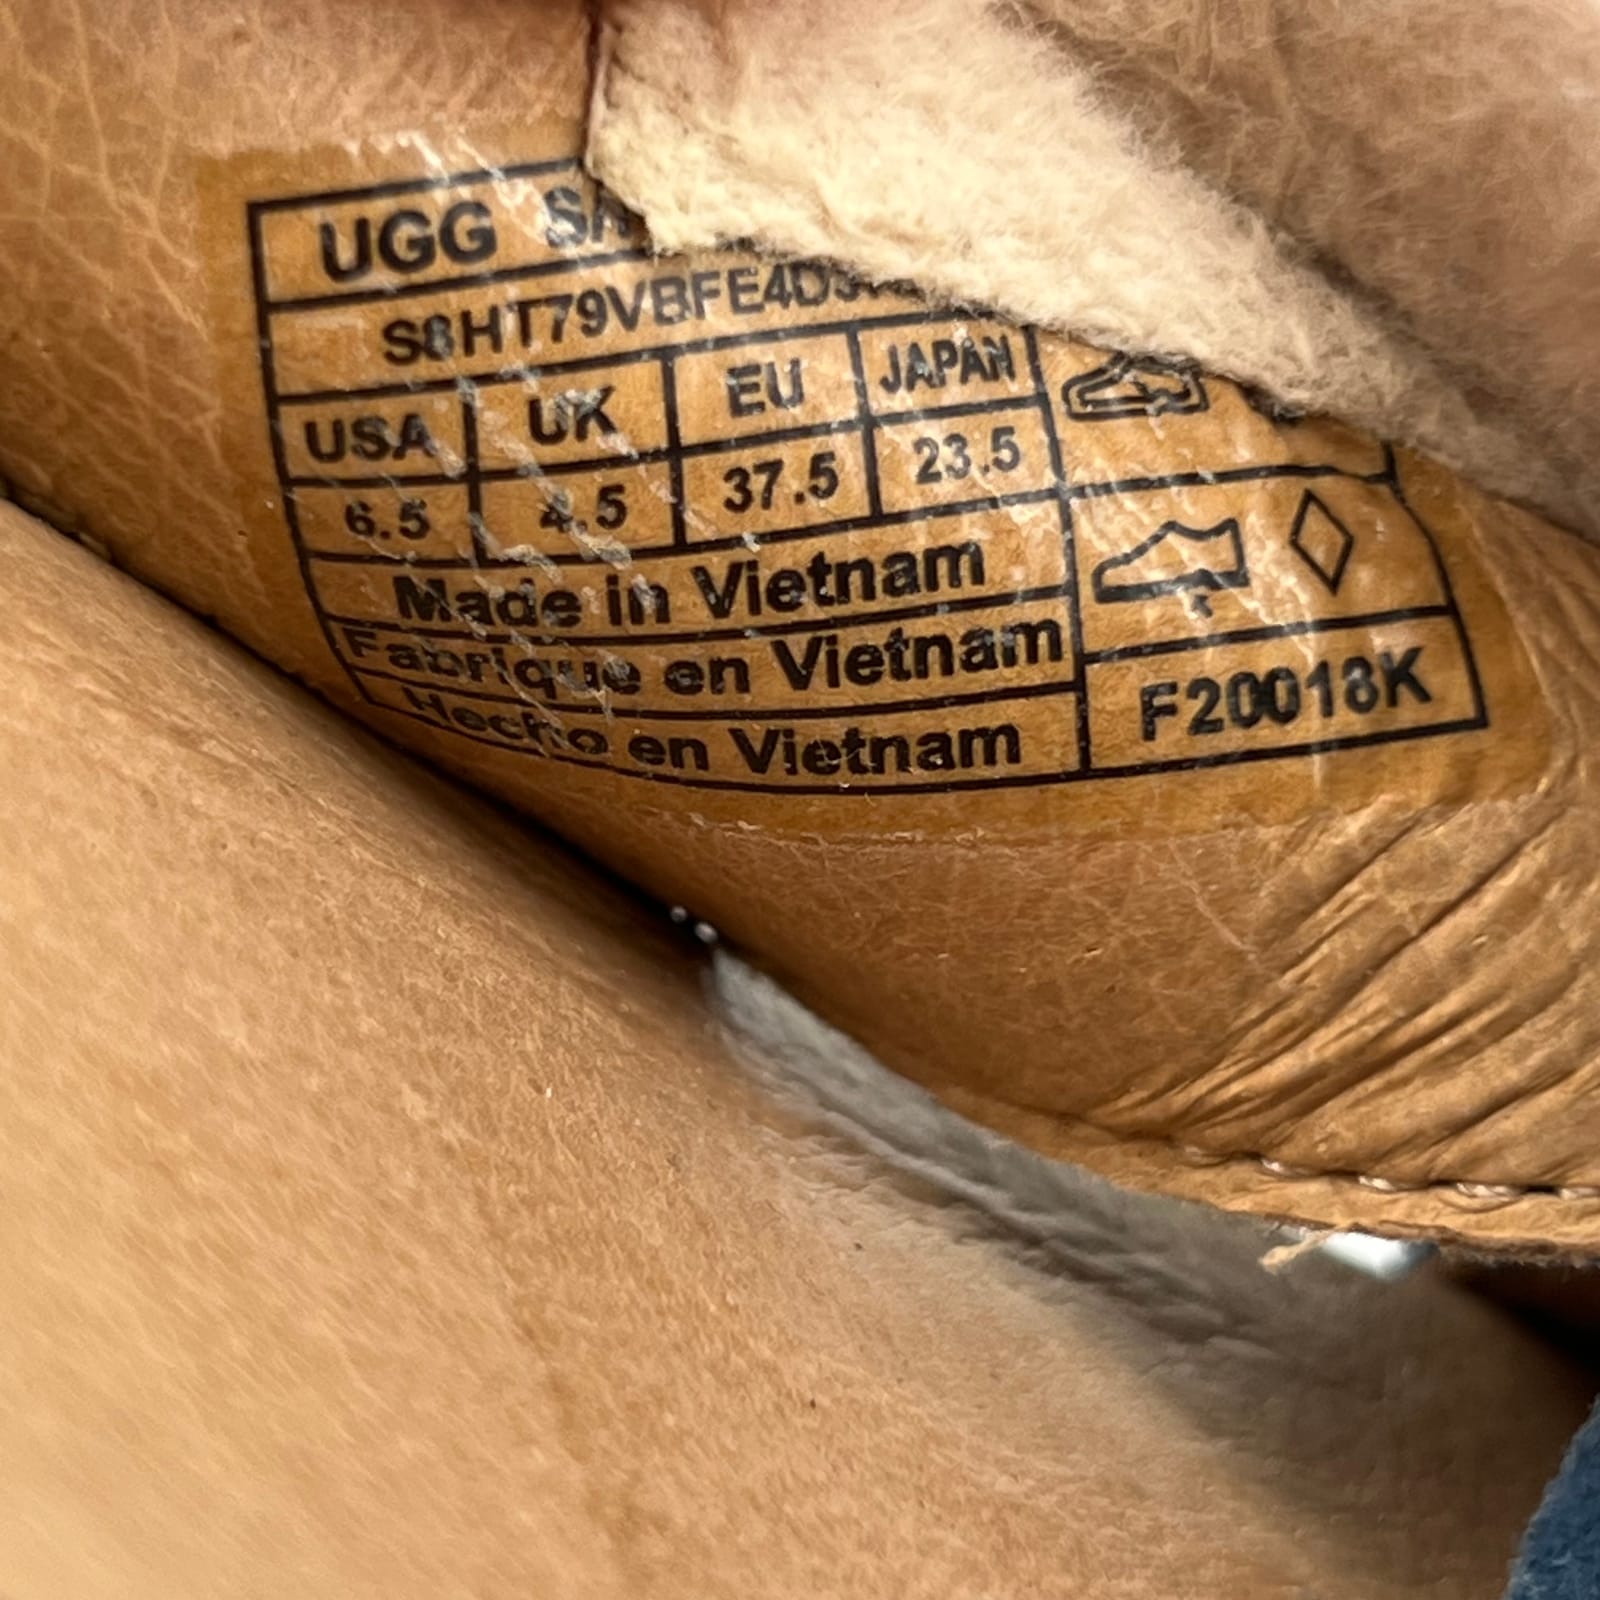 UGG
S8HT79VBFE4D
USA UK EU JAPAN
6.5 4.5 37.5 23.5
Made in Vietnam
Fabrique en Vietnam
Hecho en Vietnam
F20018K